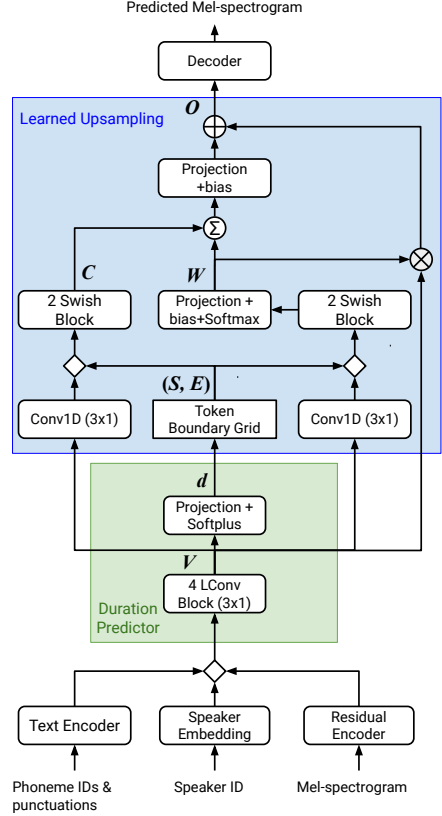 Predicted Mel-spectrogram
Decoder
Learned Upsampling
O
Projection
+bias
Σ
C
W
2 Swish
Block
Projection +
bias+Softmax
2 Swish
Block
(S, E)
Conv1D (3x1)
Token
Boundary Grid
Conv1D (3x1)
d
Projection +
Softplus
V
4 LConv
Block (3x1)
Duration
Predictor
Text Encoder
Speaker
Embedding
Residual
Encoder
Phoneme IDs &
punctuations
Speaker ID
Mel-spectrogram